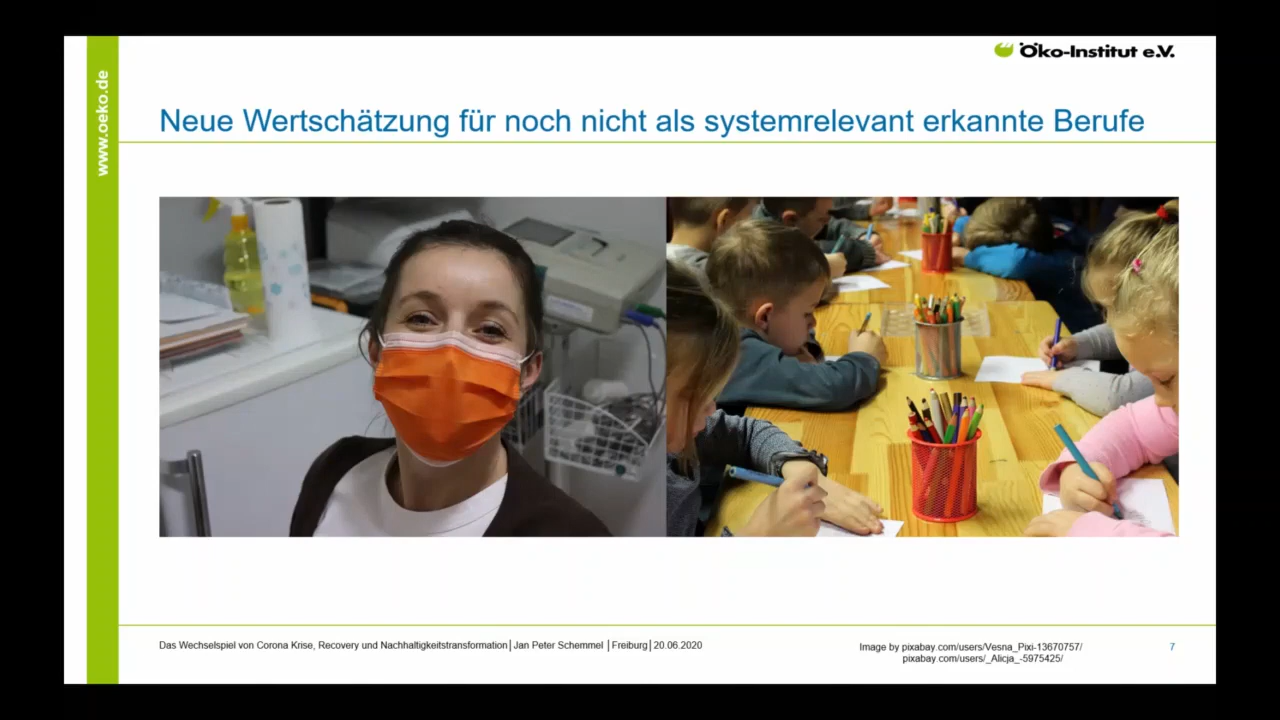 Öko-Institut e.V.
www.oeko.de
Neue Wertschätzung für noch nicht als systemrelevant erkannte Berufe
Das Wechselspiel von Corona Krise, Recovery und Nachhaltigkeitstransformation│Jan Peter Schemmel │Freiburg│20.06.2020
Image by pixabay.com/users/Vesna_Pixi-13670757/
pixabay.com/users/_Alicja_-5975425/
7